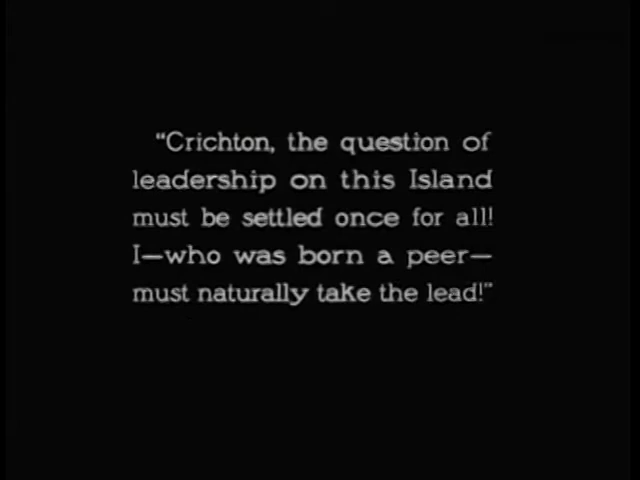 “Crichton, the question of
leadership on this Island
must be settled once for all!
I—who was born a peer—
must naturally take the lead!”